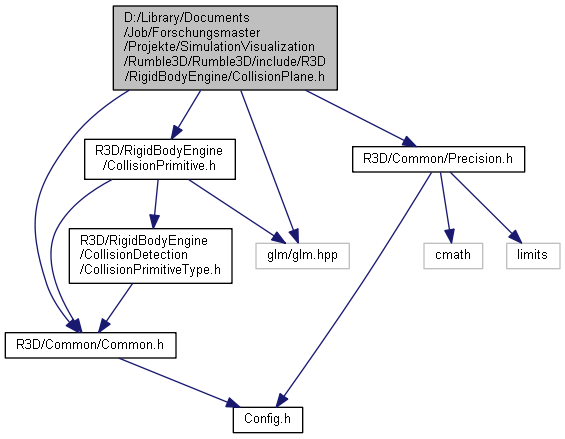 D:/Library/Documents
/Job/Forschungsmaster
/Projekte/SimulationVisualization
/Rumble3D/Rumble3D/include/R3D
/RigidBodyEngine/CollisionPlane.h
R3D/RigidBodyEngine
/CollisionPrimitive.h
R3D/Common/Precision.h
R3D/RigidBodyEngine
/CollisionDetection
/CollisionPrimitiveType.h
glm/glm.hpp
cmath
limits
R3D/Common/Common.h
Config.h